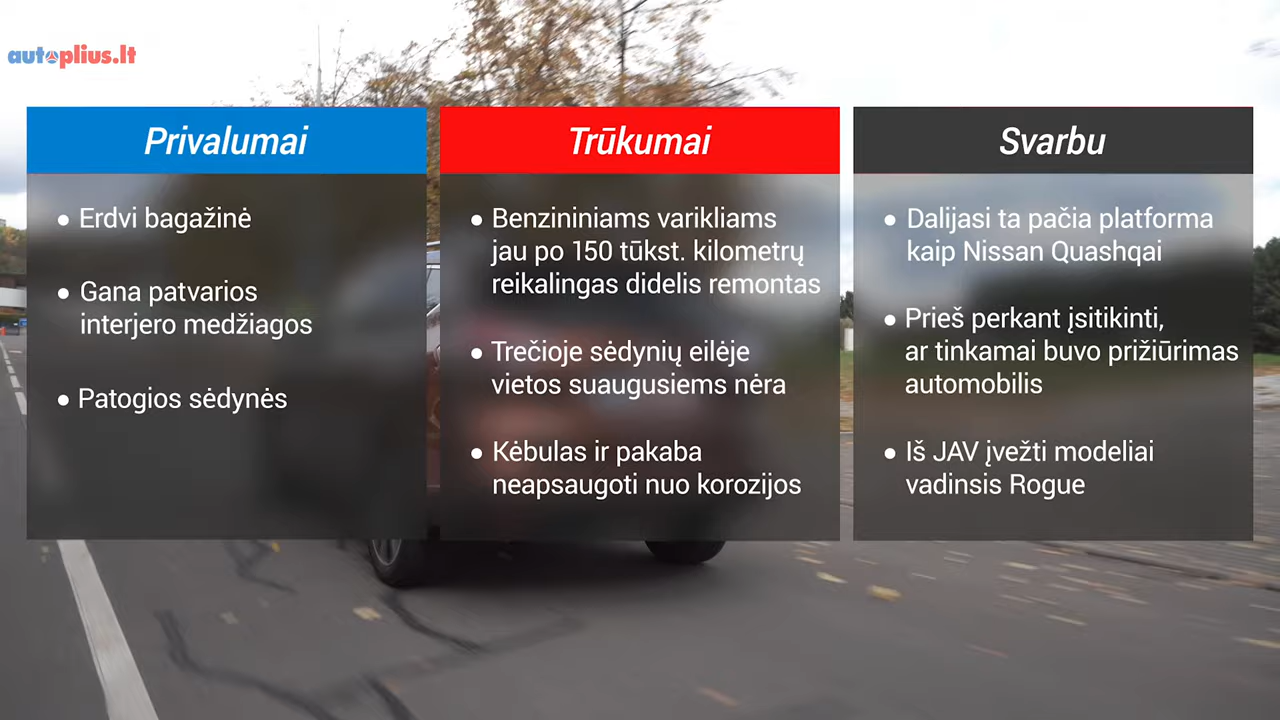 autoplius.lt
Privalumai
• Erdvi bagažinė
• Gana patvarios
interjero medžiagos
• Patogios sėdynės
Trūkumai
• Benzininiams varikliams
jau po 150 tūkst. kilometrų
reikalingas didelis remontas
• Trečioje sėdynių eilėje
vietos suaugusiems nėra
• Kėbulas ir pakaba
neapsaugoti nuo korozijos
Svarbu
• Dalijasi ta pačia platforma
kaip Nissan Quashqai
• Prieš perkant įsitikinti,
ar tinkamai buvo prižiūrimas
automobilis
• Iš JAV įvežti modeliai
vadinsis Rogue